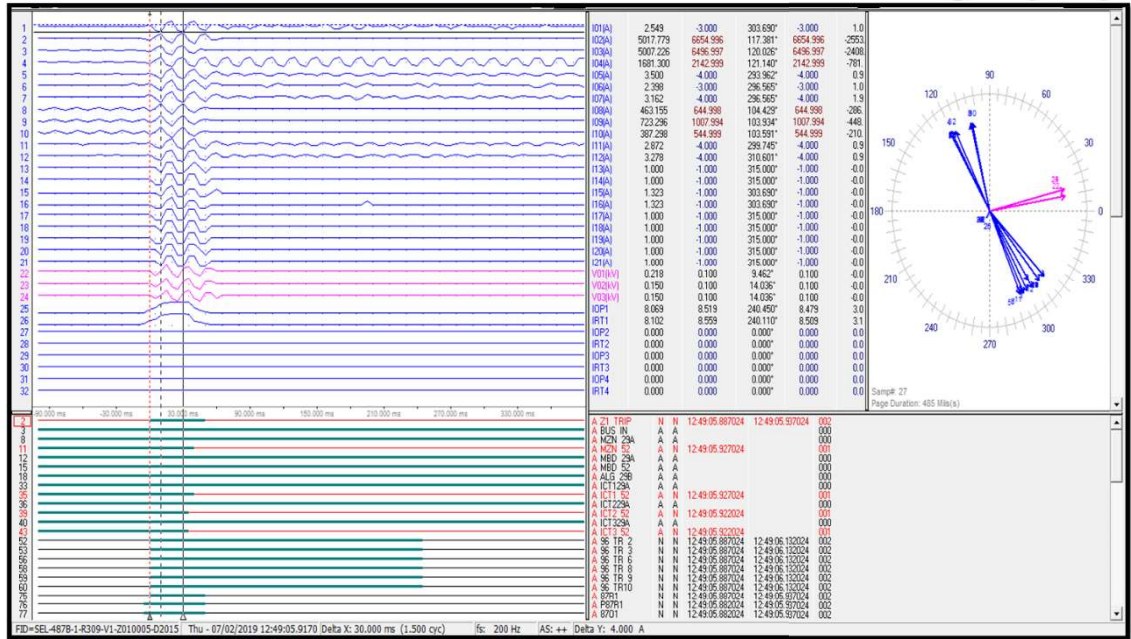 1
2
3
4
5
6
7
8
9
10
11
12
13
14
15
16
17
18
19
20
21
22
23
24
25
26
27
28
29
30
31
32
I01(A) 2.549 -3.000 303.690° -3.000 1.0
I02(A) 5017.779 6654.996 117.381° 6654.996 -2553.
I03(A) 5007.226 6496.997 120.026° 6496.997 -2408.
I04(A) 1681.300 2142.999 121.140° 2142.999 -781.
I05(A) 3.500 -4.000 293.962° -4.000 0.9
I06(A) 2.398 -3.000 296.565° -3.000 1.0
I07(A) 3.162 -4.000 296.565° -4.000 1.9
I08(A) 463.155 644.998 104.429° 644.998 -286.
I09(A) 723.296 1007.994 103.934° 1007.994 -448.
I10(A) 387.298 544.999 103.591° 544.999 -210.
I11(A) 2.872 -4.000 299.745° -4.000 0.9
I12(A) 3.278 -4.000 310.601° -4.000 0.9
I13(A) 1.000 -1.000 315.000° -1.000 -0.0
I14(A) 1.000 -1.000 315.000° -1.000 -0.0
I15(A) 1.323 -1.000 303.690° -1.000 -0.0
I16(A) 1.323 -1.000 303.690° -1.000 -0.0
I17(A) 1.000 -1.000 315.000° -1.000 -0.0
I18(A) 1.000 -1.000 315.000° -1.000 -0.0
I19(A) 1.000 -1.000 315.000° -1.000 -0.0
I20(A) 1.000 -1.000 315.000° -1.000 -0.0
I21(A) 1.000 -1.000 315.000° -1.000 -0.0
V01(kV) 0.218 0.100 9.462° 0.100 -0.0
V02(kV) 0.150 0.100 14.036° 0.100 -0.0
V03(kV) 0.150 0.100 14.036° 0.100 -0.0
IOP1 8.069 8.519 240.450° 8.479 3.0
IRT1 8.102 8.559 240.110° 8.509 3.1
IOP2 0.000 0.000 0.000° 0.000 0.0
IRT2 0.000 0.000 0.000° 0.000 0.0
IOP3 0.000 0.000 0.000° 0.000 0.0
IRT3 0.000 0.000 0.000° 0.000 0.0
IOP4 0.000 0.000 0.000° 0.000 0.0
IRT4 0.000 0.000 0.000° 0.000 0.0
90
120 60
150 30
180 0
210 330
240 300
270
Samp#: 27
Page Duration: 485 Mils(s)
-90.000 ms -30.000 ms 30.000 ms 90.000 ms 150.000 ms 210.000 ms 270.000 ms 330.000 ms
2 A Z1 TRIP N N 12:49:05.887024 12:49:05.937024 002
3 A BUS IN A A 000
8 A MZN 29A A A 000
11 A MZN 52 A N 12:49:05.927024 001
12 A MBD 29A A A 000
15 A MBD 52 A A 000
18 A ALG 29B A A 000
33 A ICT129A A A 000
35 A ICT1 52 A N 12:49:05.927024 001
36 A ICT229A A A 000
39 A ICT2 52 A N 12:49:05.922024 001
40 A ICT329A A A 000
43 A ICT3 52 A N 12:49:05.922024 001
52 A 96 TR 2 N N 12:49:05.887024 12:49:06.132024 002
53 A 96 TR 3 N N 12:49:05.887024 12:49:06.132024 002
56 A 96 TR 6 N N 12:49:05.887024 12:49:06.132024 002
58 A 96 TR 8 N N 12:49:05.887024 12:49:06.132024 002
59 A 96 TR 9 N N 12:49:05.887024 12:49:06.132024 002
60 A 96 TR10 N N 12:49:05.887024 12:49:06.132024 002
75 A 87R1 N N 12:49:05.887024 12:49:05.937024 002
76 A P87R1 N N 12:49:05.882024 12:49:05.937024 002
77 A 87O1 N N 12:49:05.887024 12:49:05.937024 002
FID=SEL-487B-1-R309-V1-Z010005-D2015 Thu - 07/02/2019 12:49:05.9170 Delta X: 30.000 ms (1.500 cyc) fs: 200 Hz AS: ++ Delta Y: 4.000 A